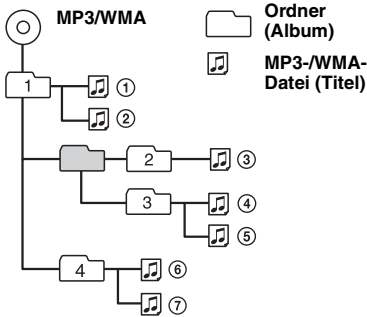 MP3/WMA
Ordner
(Album)
MP3-/WMA-
Datei (Titel)
1
①
②
2
③
3
④
⑤
4
⑥
⑦